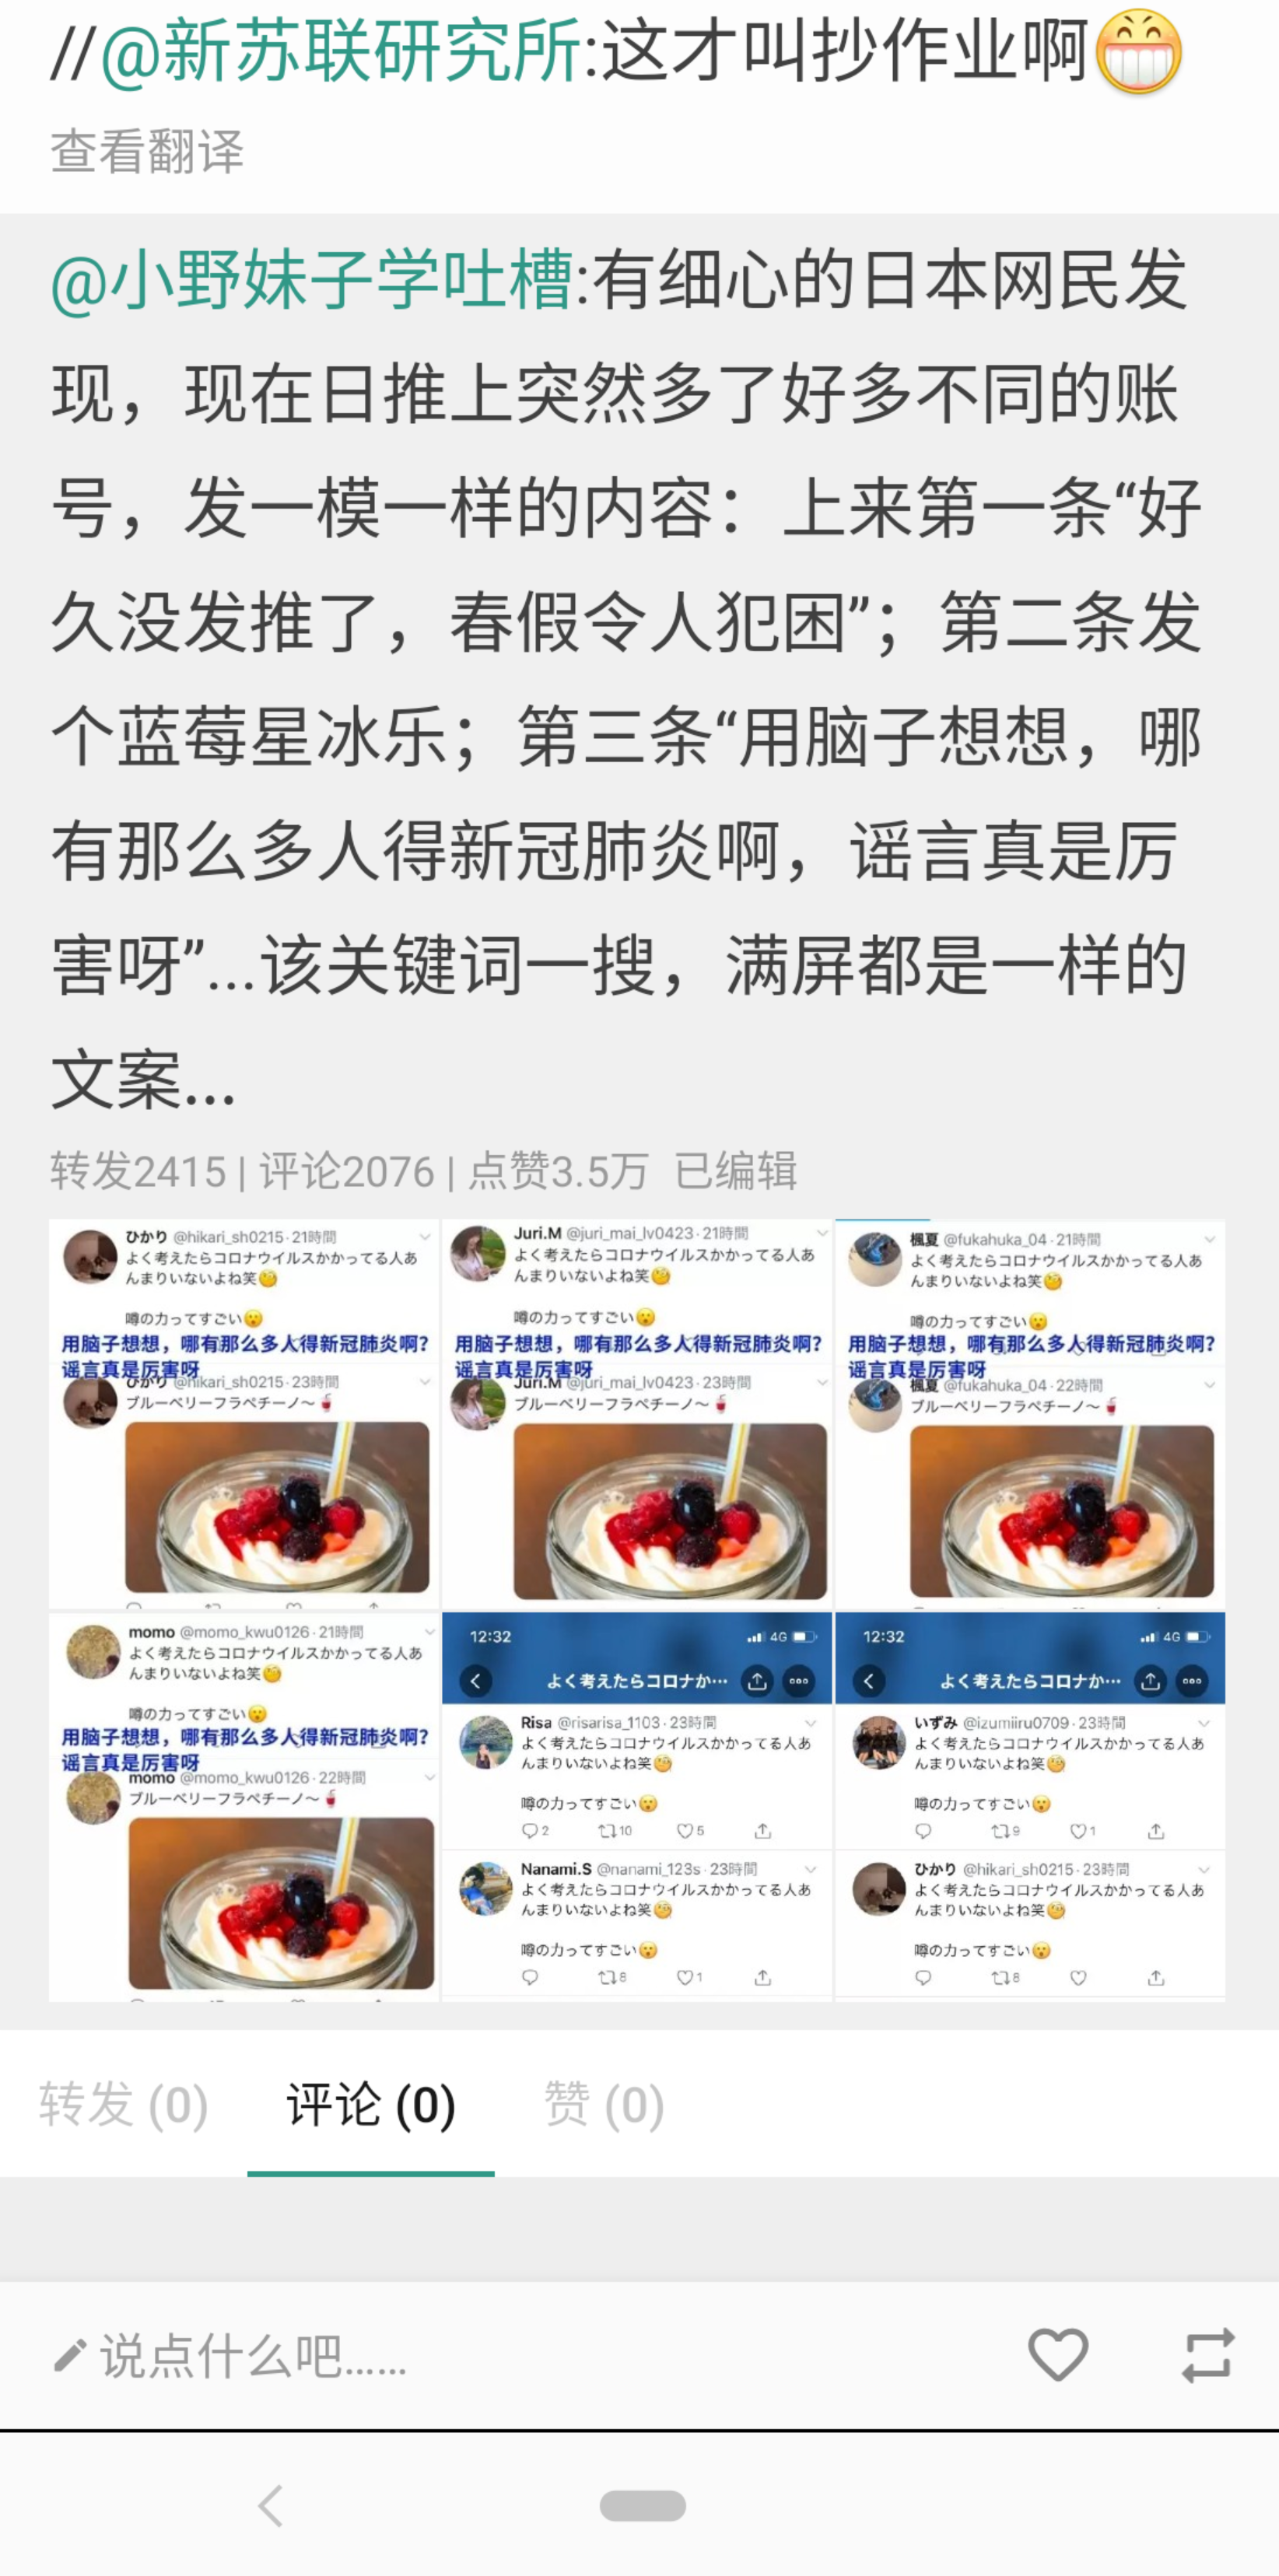 //@新苏联研究所:这才叫抄作业啊😁
查看翻译
@小野妹子学吐槽:有细心的日本网民发
现，现在日推上突然多了好多不同的账
号，发一模一样的内容：上来第一条“好
久没发推了，春假令人犯困”；第二条发
个蓝莓星冰乐；第三条“用脑子想想，哪
有那么多人得新冠肺炎啊，谣言真是厉
害呀”...该关键词一搜，满屏都是一样的
文案...
转发2415 | 评论2076 | 点赞3.5万 已编辑
ひかり @hikari_sh0215·21時間
よく考えたらコロナウイルスかかってる人あ
んまりいないよね笑🧐
噂の力ってすごい😮
用脑子想想，哪有那么多人得新冠肺炎啊?
谣言真是厉害呀
ひかり @hikari_sh0215·23時間
ブルーベリーフラペチーノ〜🥤
Juri.M @juri_mai_lv0423·21時間
よく考えたらコロナウイルスかかってる人あ
んまりいないよね笑🧐
噂の力ってすごい😮
用脑子想想，哪有那么多人得新冠肺炎啊?
谣言真是厉害呀
Juri.M @juri_mai_lv0423·23時間
ブルーベリーフラペチーノ〜🥤
楓夏 @fukahuka_04·21時間
よく考えたらコロナウイルスかかってる人あ
んまりいないよね笑🧐
噂の力ってすごい😮
用脑子想想，哪有那么多人得新冠肺炎啊?
谣言真是厉害呀
楓夏 @fukahuka_04·22時間
ブルーベリーフラペチーノ〜🥤
momo @momo_kwu0126·21時間
よく考えたらコロナウイルスかかってる人あ
んまりいないよね笑🧐
噂の力ってすごい😮
用脑子想想，哪有那么多人得新冠肺炎啊?
谣言真是厉害呀
momo @momo_kwu0126·22時間
ブルーベリーフラペチーノ〜🥤
12:32 4G
よく考えたらコロナか…
Risa @risarisa_1103·23時間
よく考えたらコロナウイルスかかってる人あ
んまりいないよね笑🧐
噂の力ってすごい😮
2 10 5
Nanami.S @nanami_123s·23時間
よく考えたらコロナウイルスかかってる人あ
んまりいないよね笑🧐
噂の力ってすごい😮
8 1
12:32 4G
よく考えたらコロナか…
いずみ @izumiiru0709·23時間
よく考えたらコロナウイルスかかってる人あ
んまりいないよね笑🧐
噂の力ってすごい😮
9 1
ひかり @hikari_sh0215·23時間
よく考えたらコロナウイルスかかってる人あ
んまりいないよね笑🧐
噂の力ってすごい😮
8
转发 (0) 评论 (0) 赞 (0)
说点什么吧……